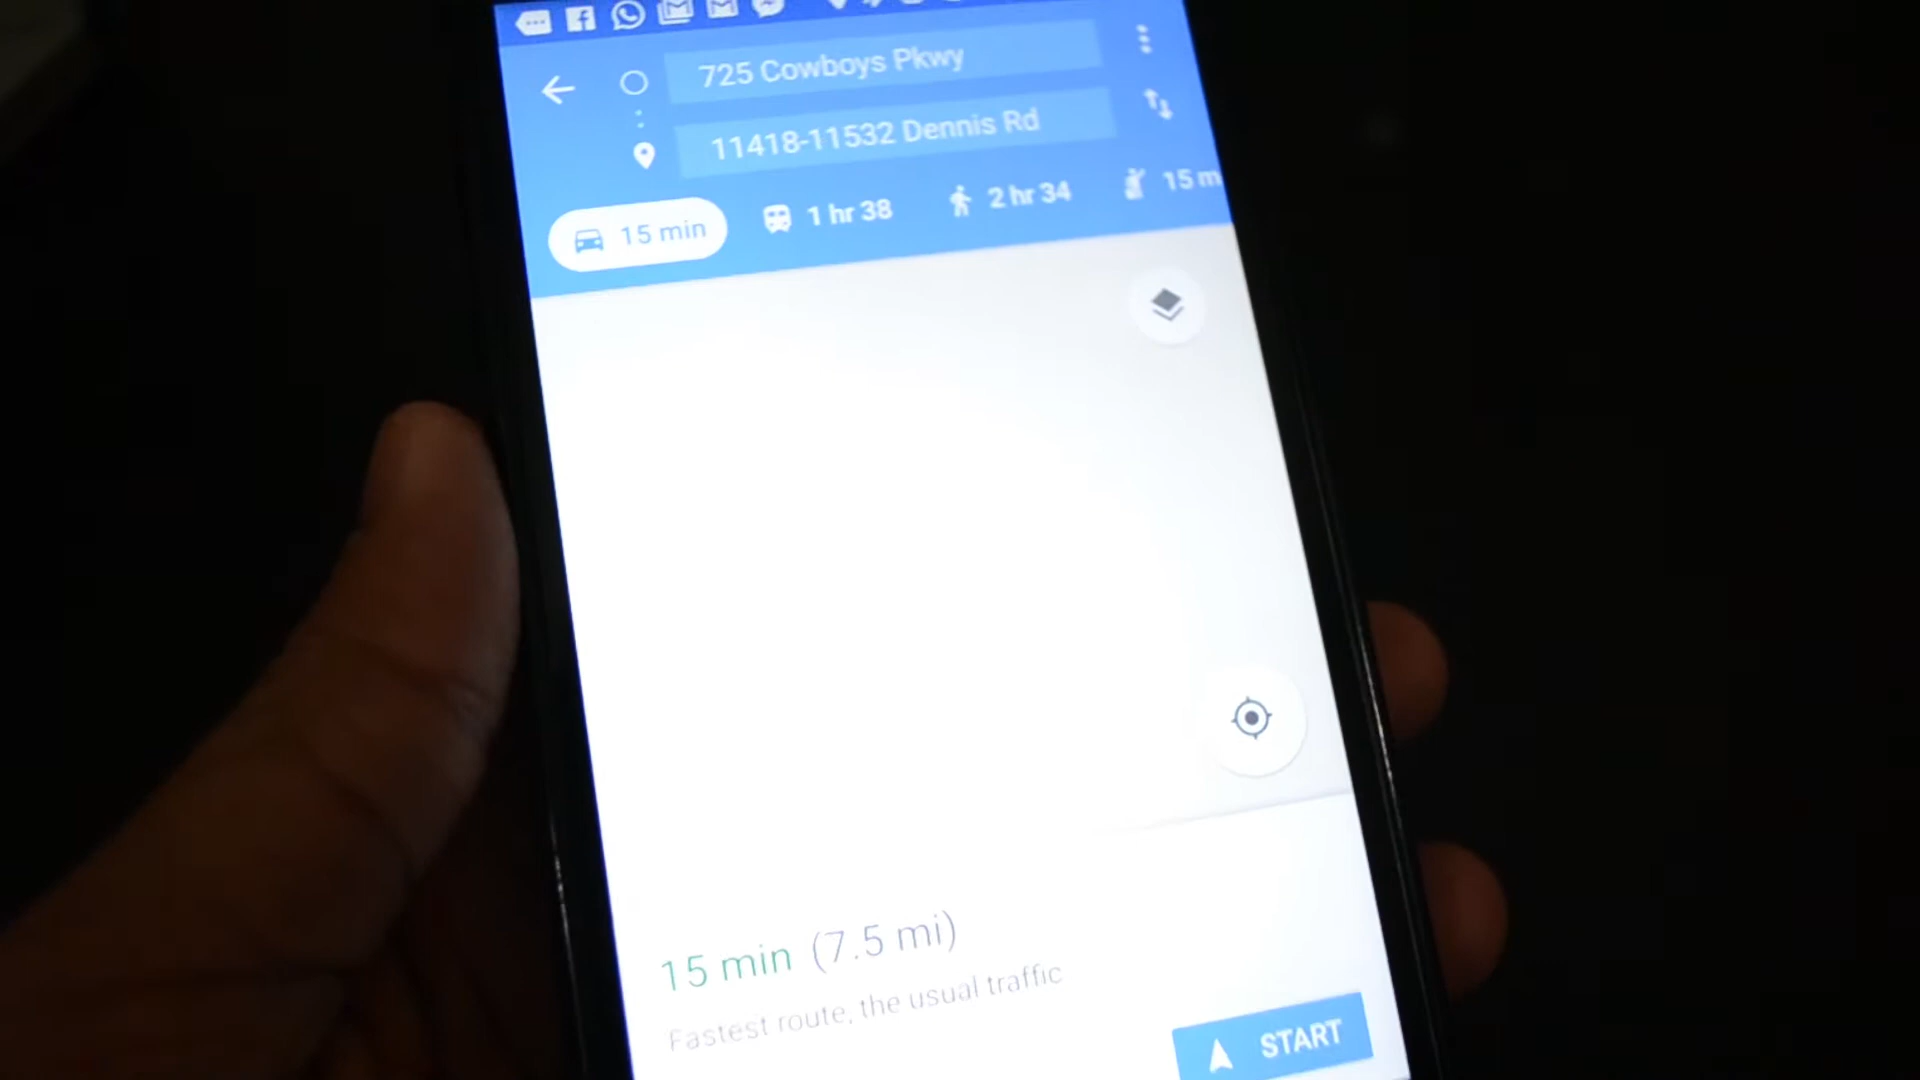 725 Cowboys Pkwy
11418-11532 Dennis Rd
15 min
1 hr 38
2 hr 34
15 m
15 min (7.5 mi)
Fastest route, the usual traffic
START